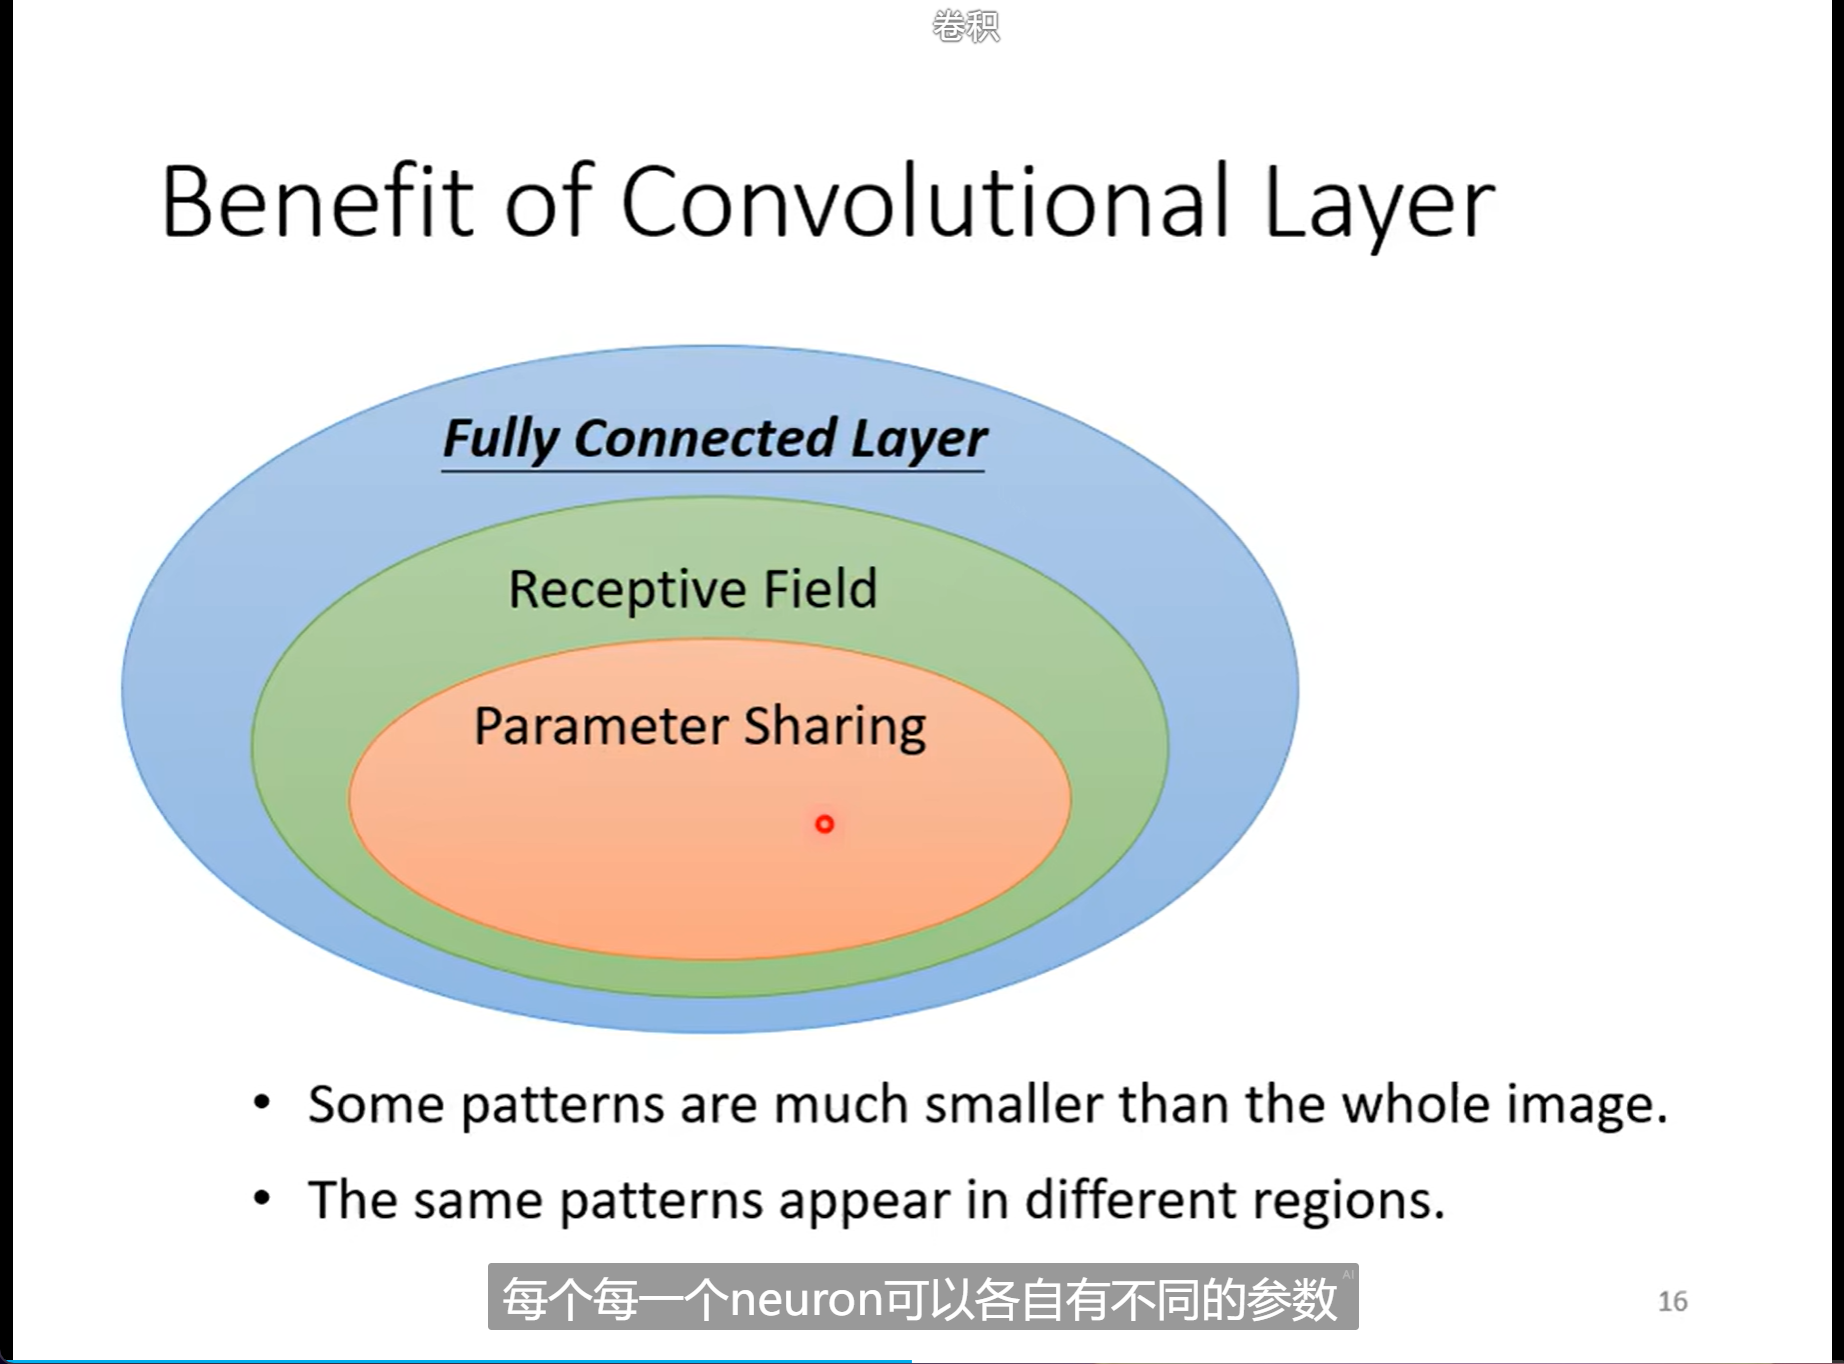 卷积
Benefit of Convolutional Layer
Fully Connected Layer
Receptive Field
Parameter Sharing
• Some patterns are much smaller than the whole image.
• The same patterns appear in different regions.
每个每一个neuron可以各自有不同的参数
AI
16